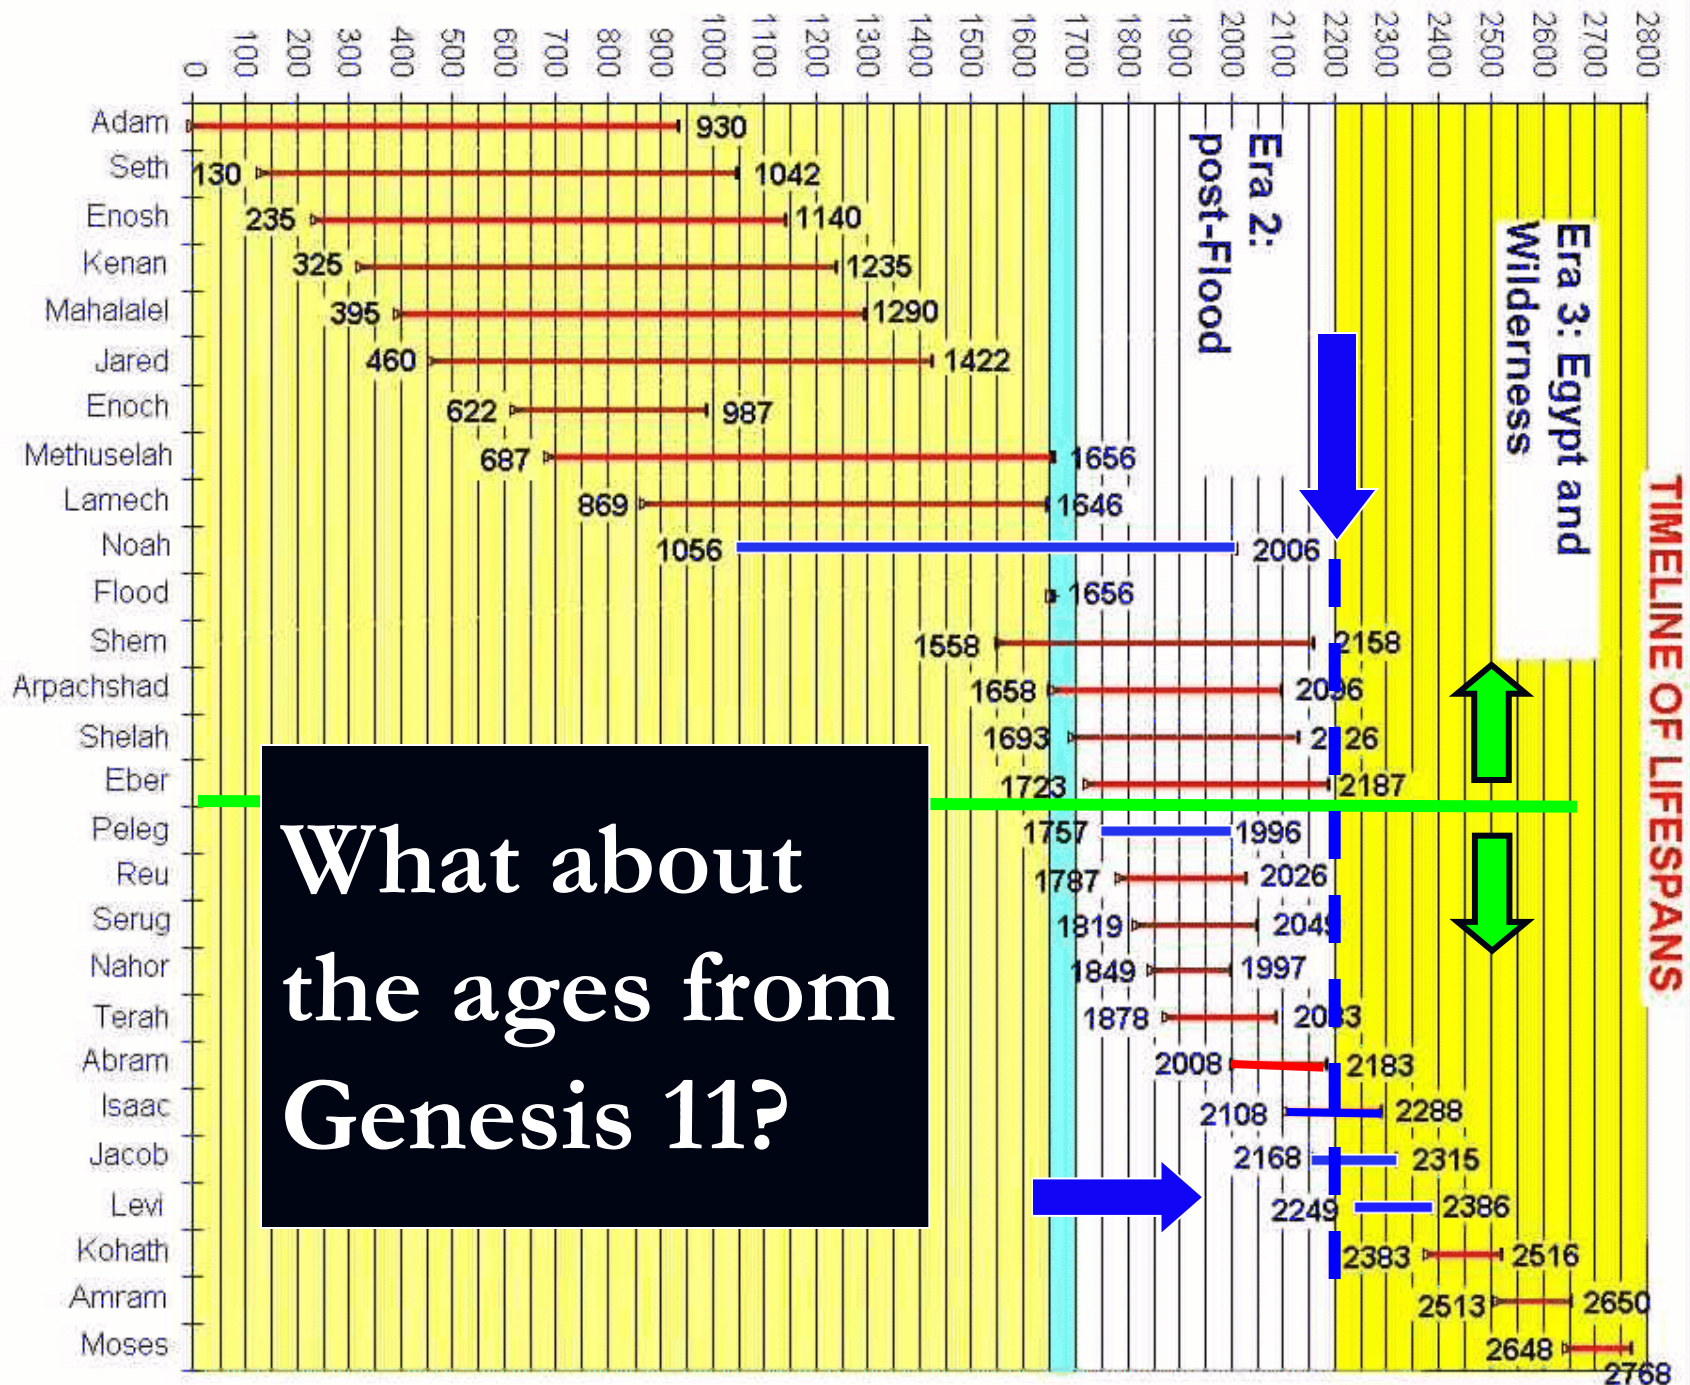 0 100 200 300 400 500 600 700 800 900 1000 1100 1200 1300 1400 1500 1600 1700 1800 1900 2000 2100 2200 2300 2400 2500 2600 2700 2800
Era 2:
post-Flood
Era 3: Egypt and
Wilderness
TIMELINE OF LIFESPANS
Adam 930
Seth 130 1042
Enosh 235 1140
Kenan 325 1235
Mahalalel 395 1290
Jared 460 1422
Enoch 622 987
Methuselah 687 1656
Lamech 869 1646
Noah 1056 2006
Flood 1656
Shem 1558 2158
Arpachshad 1658 2096
Shelah 1693 2126
Eber 1723 2187
Peleg 1757 1996
Reu 1787 2026
Serug 1819 2049
Nahor 1849 1997
Terah 1878 2083
Abram 2008 2183
Isaac 2108 2288
Jacob 2168 2315
Levi 2249 2386
Kohath 2383 2516
Amram 2513 2650
Moses 2648 2768
What about
the ages from
Genesis 11?